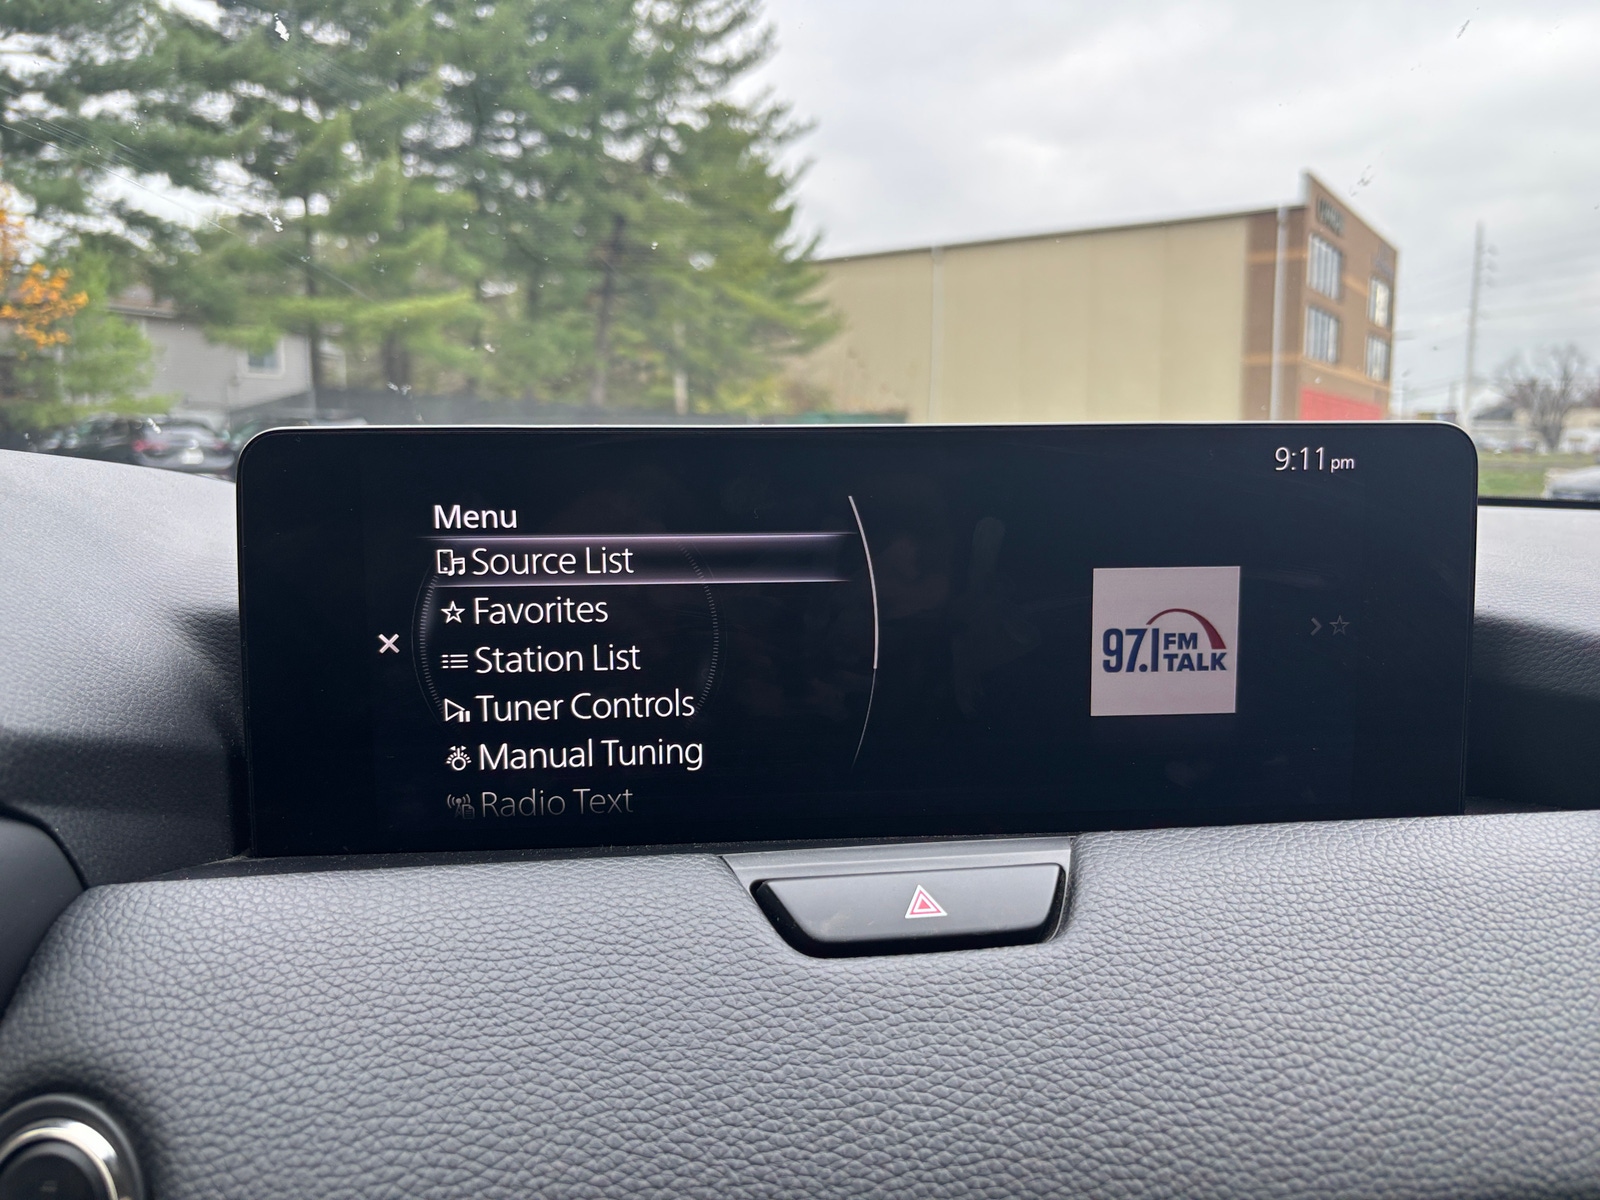 9:11 pm
Menu
Source List
Favorites
Station List
Tuner Controls
Manual Tuning
Radio Text
97.1 FM
TALK